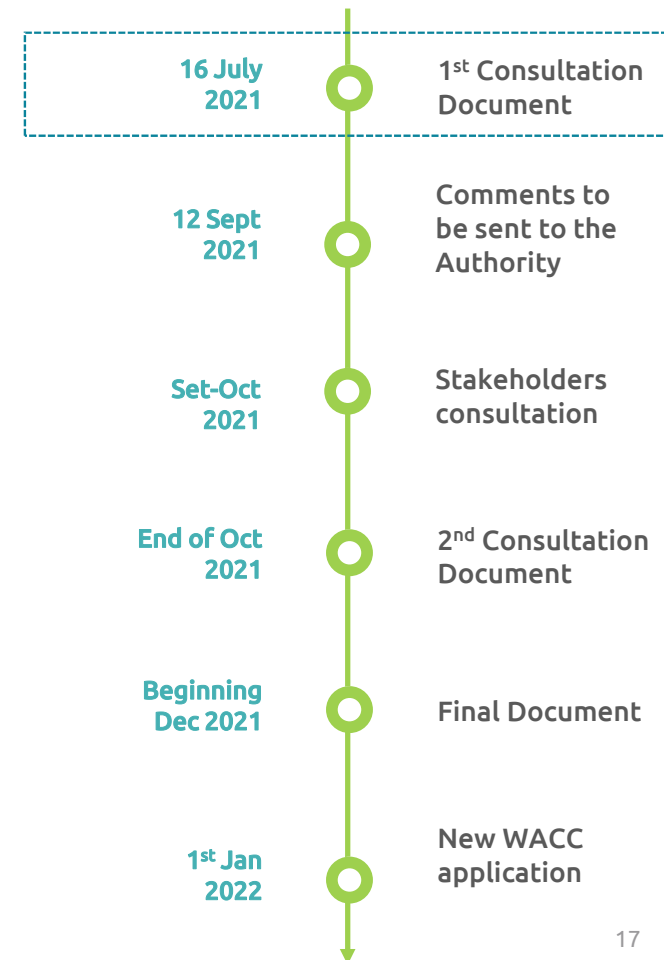 16 July
2021
1st Consultation
Document
12 Sept
2021
Comments to
be sent to the
Authority
Set-Oct
2021
Stakeholders
consultation
End of Oct
2021
2nd Consultation
Document
Beginning
Dec 2021
Final Document
1st Jan
2022
New WACC
application
17